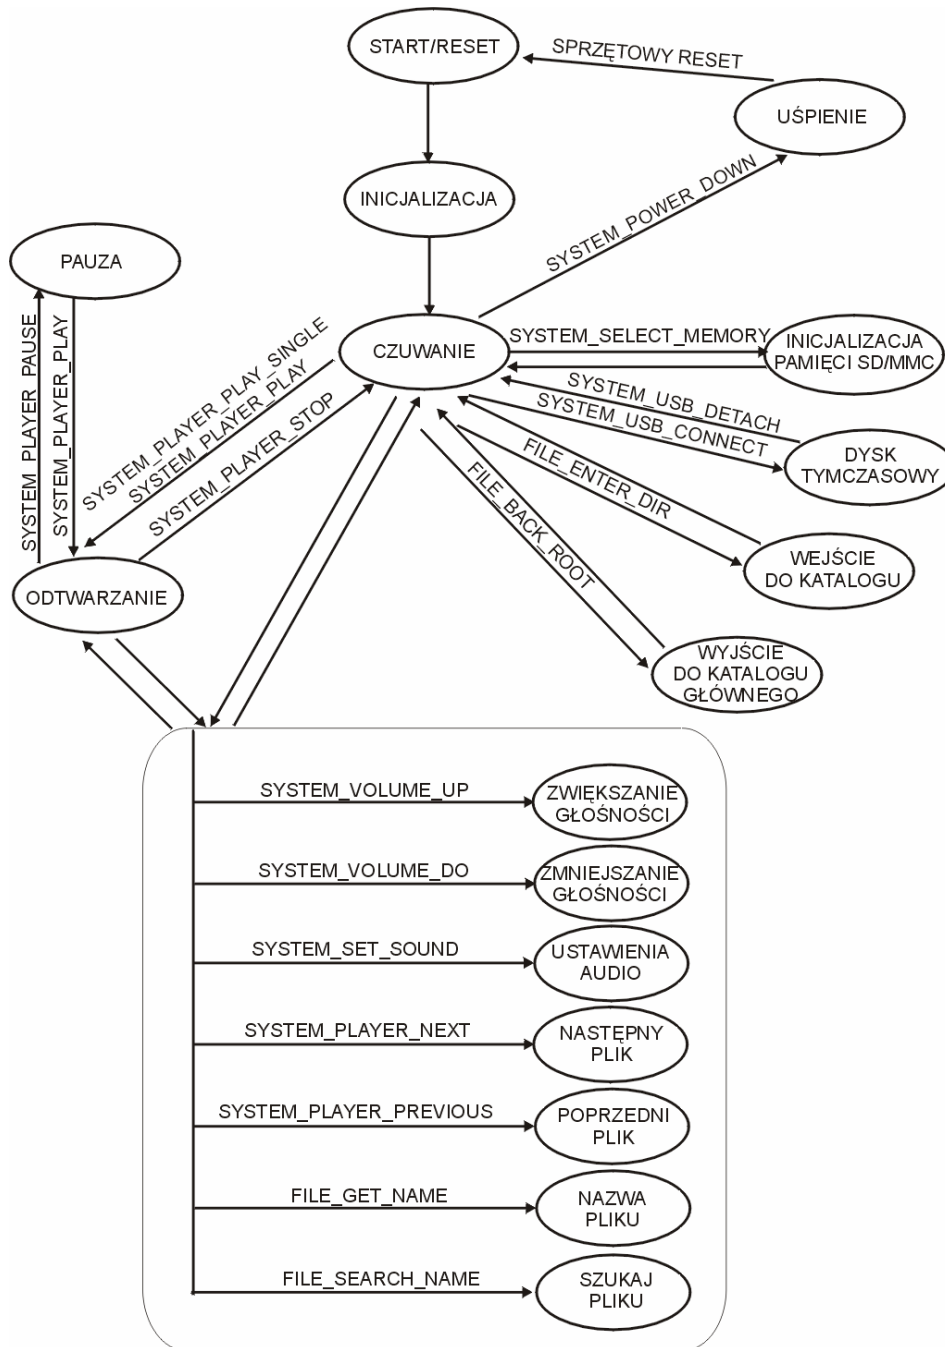 START/RESET
SPRZĘTOWY RESET
UŚPIENIE
INICJALIZACJA
SYSTEM_POWER_DOWN
PAUZA
SYSTEM_PLAYER_PAUSE
SYSTEM_PLAYER_PLAY
SYSTEM_PLAYER_PLAY_SINGLE
SYSTEM_PLAYER_PLAY
SYSTEM_PLAYER_STOP
CZUWANIE
SYSTEM_SELECT_MEMORY
INICJALIZACJA
PAMIĘCI SD/MMC
SYSTEM_USB_DETACH
SYSTEM_USB_CONNECT
DYSK
TYMCZASOWY
FILE_ENTER_DIR
WEJŚCIE
DO KATALOGU
FILE_BACK_ROOT
WYJŚCIE
DO KATALOGU
GŁÓWNEGO
ODTWARZANIE
SYSTEM_VOLUME_UP
ZWIĘKSZANIE
GŁOŚNOŚCI
SYSTEM_VOLUME_DO
ZMNIEJSZANIE
GŁOŚNOŚCI
SYSTEM_SET_SOUND
USTAWIENIA
AUDIO
SYSTEM_PLAYER_NEXT
NASTĘPNY
PLIK
SYSTEM_PLAYER_PREVIOUS
POPRZEDNI
PLIK
FILE_GET_NAME
NAZWA
PLIKU
FILE_SEARCH_NAME
SZUKAJ
PLIKU